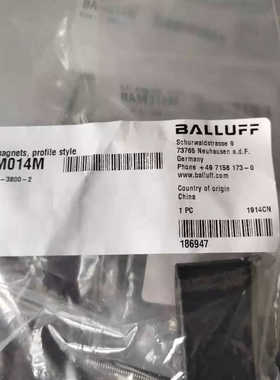 BALLUFF
Schurwaldstrasse 9
73765 Neuhausen a.d.F.
Germany
Phone +49 7158 173-0
www.balluff.com
Country of origin
China
1 PC 1914CN
186947
magnets, profile style
M014M
-3800-2